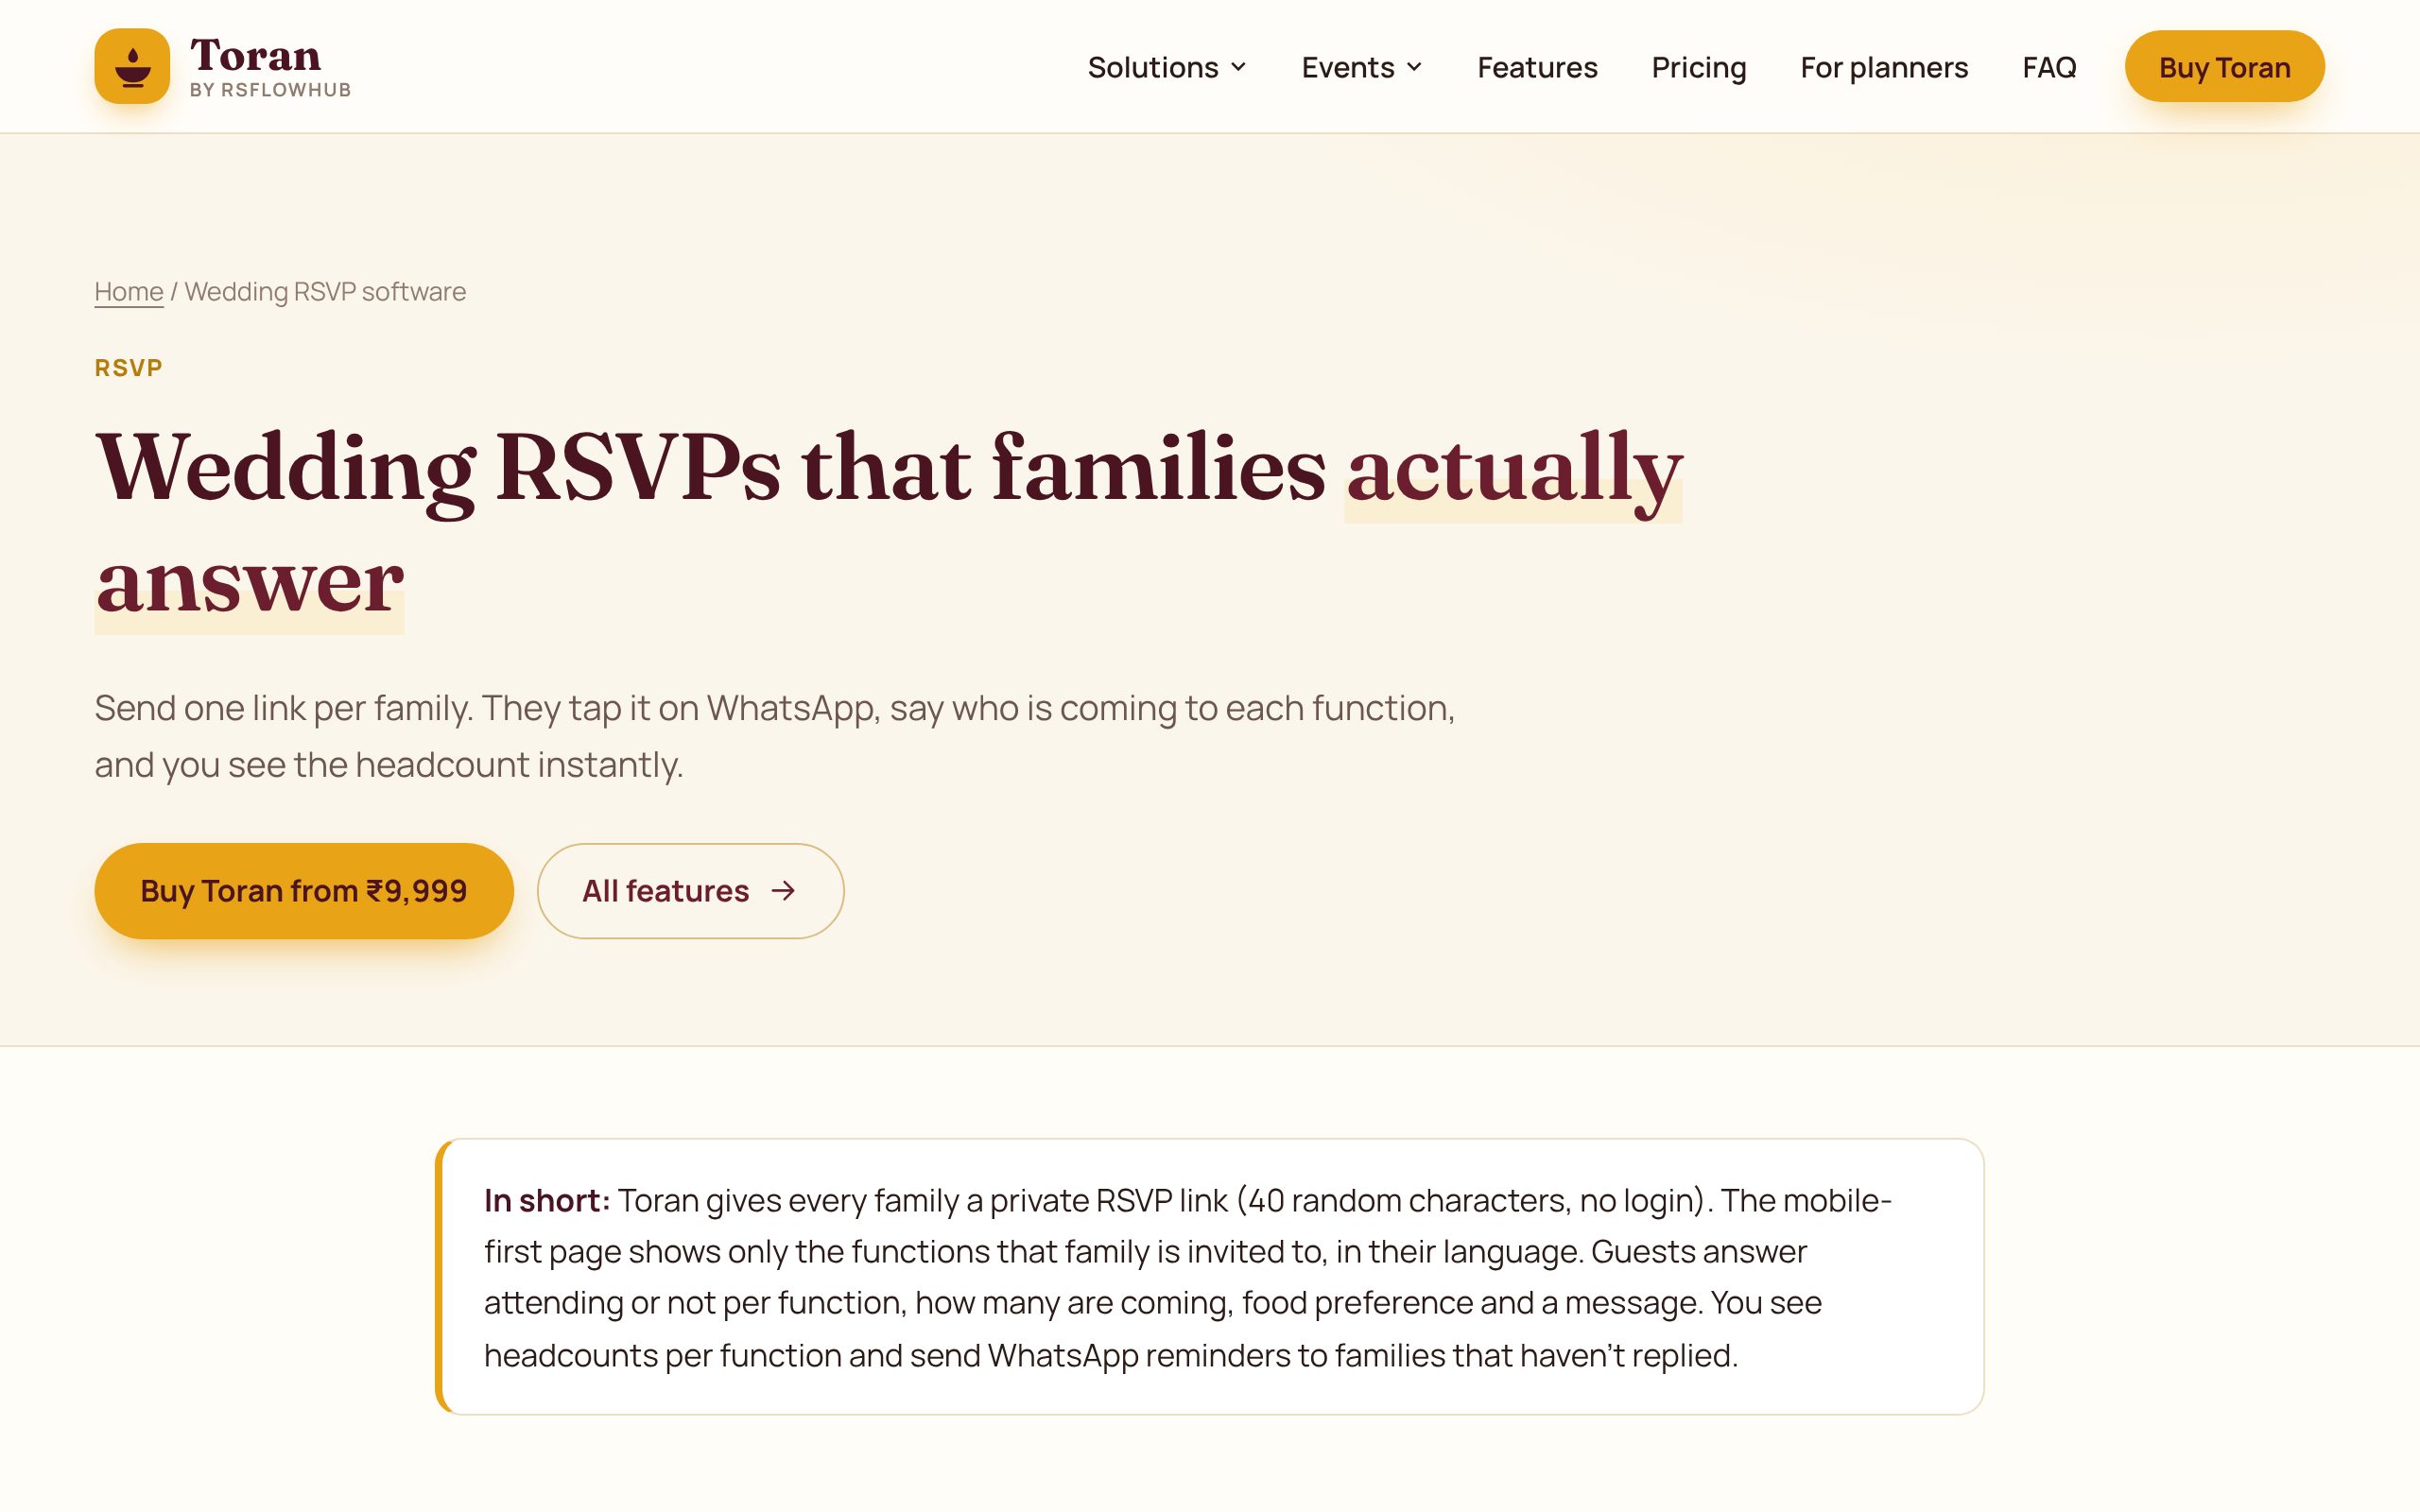 Toran
BY RSFLOWHUB
Solutions
Events
Features
Pricing
For planners
FAQ
Buy Toran
Home / Wedding RSVP software
RSVP
Wedding RSVPs that families actually
answer
Send one link per family. They tap it on WhatsApp, say who is coming to each function,
and you see the headcount instantly.
Buy Toran from ₹9,999
All features →
In short: Toran gives every family a private RSVP link (40 random characters, no login). The mobile-
first page shows only the functions that family is invited to, in their language. Guests answer
attending or not per function, how many are coming, food preference and a message. You see
headcounts per function and send WhatsApp reminders to families that haven’t replied.